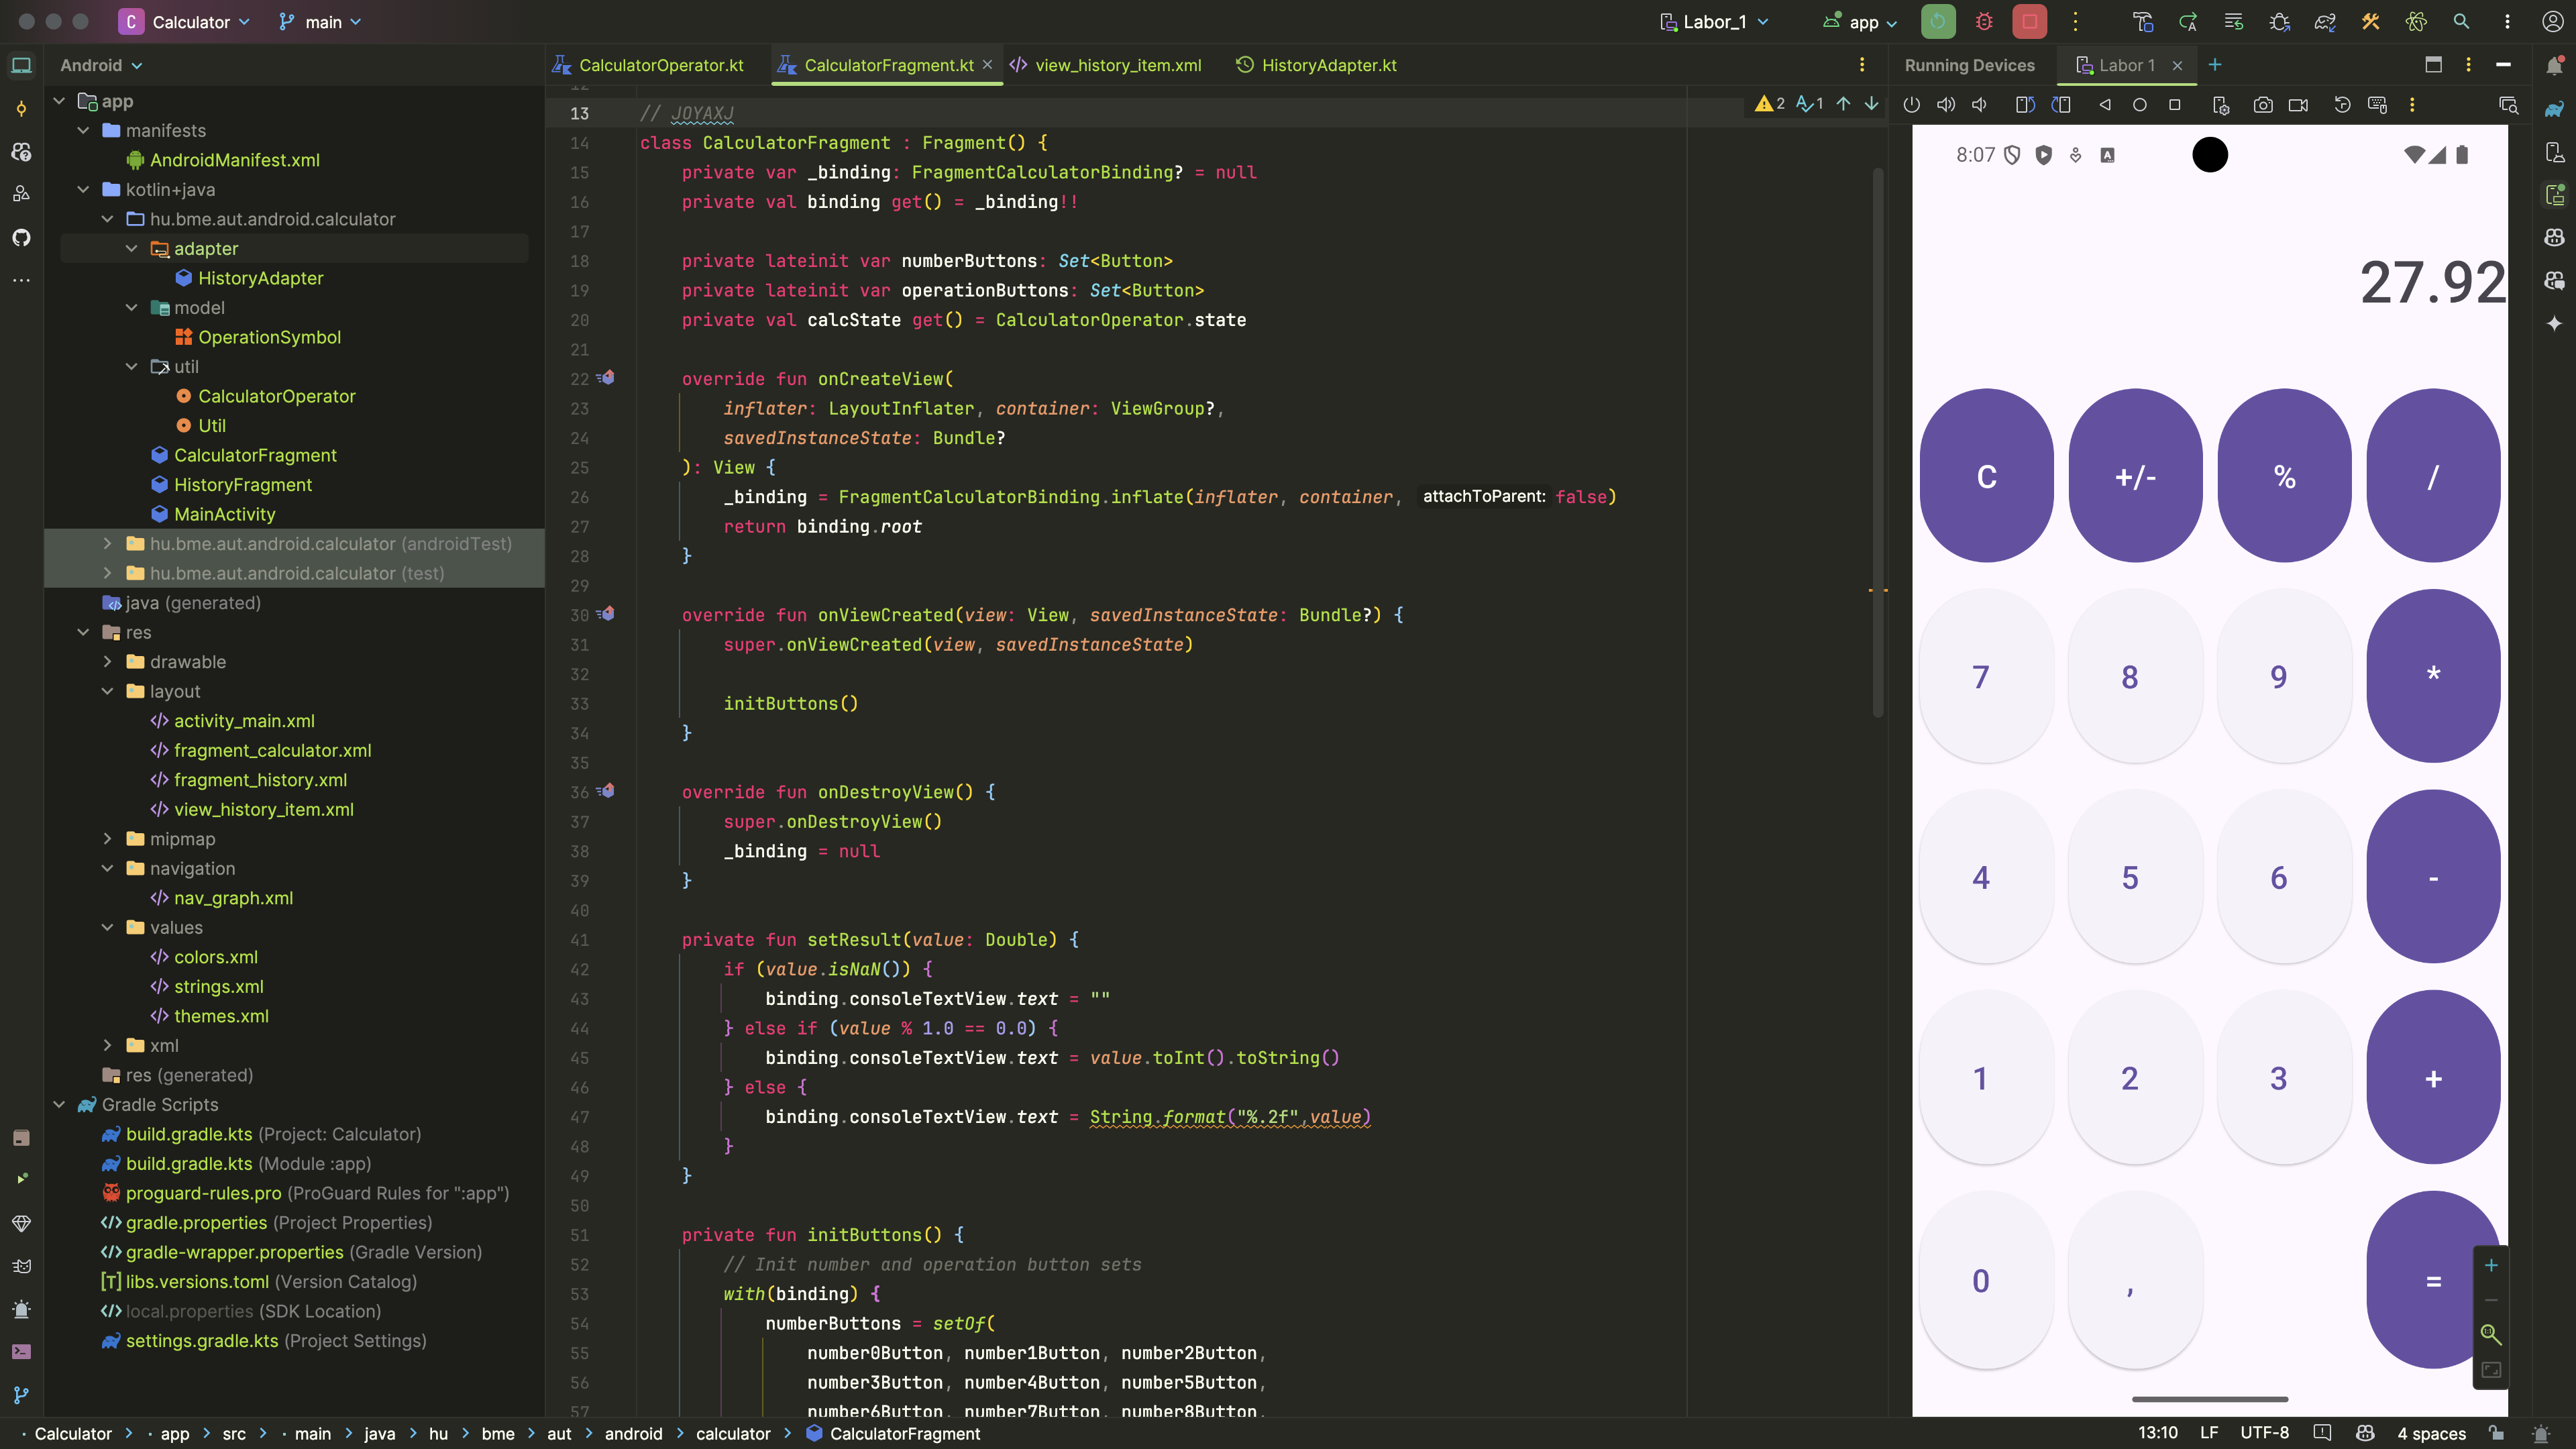 C Calculator main Labor_1 app
Android
app
manifests
AndroidManifest.xml
kotlin+java
hu.bme.aut.android.calculator
adapter
HistoryAdapter
model
OperationSymbol
util
CalculatorOperator
Util
CalculatorFragment
HistoryFragment
MainActivity
hu.bme.aut.android.calculator (androidTest)
hu.bme.aut.android.calculator (test)
java (generated)
res
drawable
layout
activity_main.xml
fragment_calculator.xml
fragment_history.xml
view_history_item.xml
mipmap
navigation
nav_graph.xml
values
colors.xml
strings.xml
themes.xml
xml
res (generated)
Gradle Scripts
build.gradle.kts (Project: Calculator)
build.gradle.kts (Module :app)
proguard-rules.pro (ProGuard Rules for ":app")
gradle.properties (Project Properties)
gradle-wrapper.properties (Gradle Version)
libs.versions.toml (Version Catalog)
local.properties (SDK Location)
settings.gradle.kts (Project Settings)
CalculatorOperator.kt CalculatorFragment.kt view_history_item.xml HistoryAdapter.kt
2 1
12
13 // JOYAXJ
14 class CalculatorFragment : Fragment() {
15 private var _binding: FragmentCalculatorBinding? = null
16 private val binding get() = _binding!!
17
18 private lateinit var numberButtons: Set<Button>
19 private lateinit var operationButtons: Set<Button>
20 private val calcState get() = CalculatorOperator.state
21
22 override fun onCreateView(
23 inflater: LayoutInflater, container: ViewGroup?,
24 savedInstanceState: Bundle?
25 ): View {
26 _binding = FragmentCalculatorBinding.inflate(inflater, container, attachToParent: false)
27 return binding.root
28 }
29
30 override fun onViewCreated(view: View, savedInstanceState: Bundle?) {
31 super.onViewCreated(view, savedInstanceState)
32
33 initButtons()
34 }
35
36 override fun onDestroyView() {
37 super.onDestroyView()
38 _binding = null
39 }
40
41 private fun setResult(value: Double) {
42 if (value.isNaN()) {
43 binding.consoleTextView.text = ""
44 } else if (value % 1.0 == 0.0) {
45 binding.consoleTextView.text = value.toInt().toString()
46 } else {
47 binding.consoleTextView.text = String.format("%.2f",value)
48 }
49 }
50
51 private fun initButtons() {
52 // Init number and operation button sets
53 with(binding) {
54 numberButtons = setOf(
55 number0Button, number1Button, number2Button,
56 number3Button, number4Button, number5Button,
57 number6Button, number7Button, number8Button,
Running Devices Labor 1
8:07
27.92
C +/- % /
7 8 9 *
4 5 6 -
1 2 3 +
0 , =
Calculator app src main java hu bme aut android calculator CalculatorFragment
13:10 LF UTF-8 4 spaces